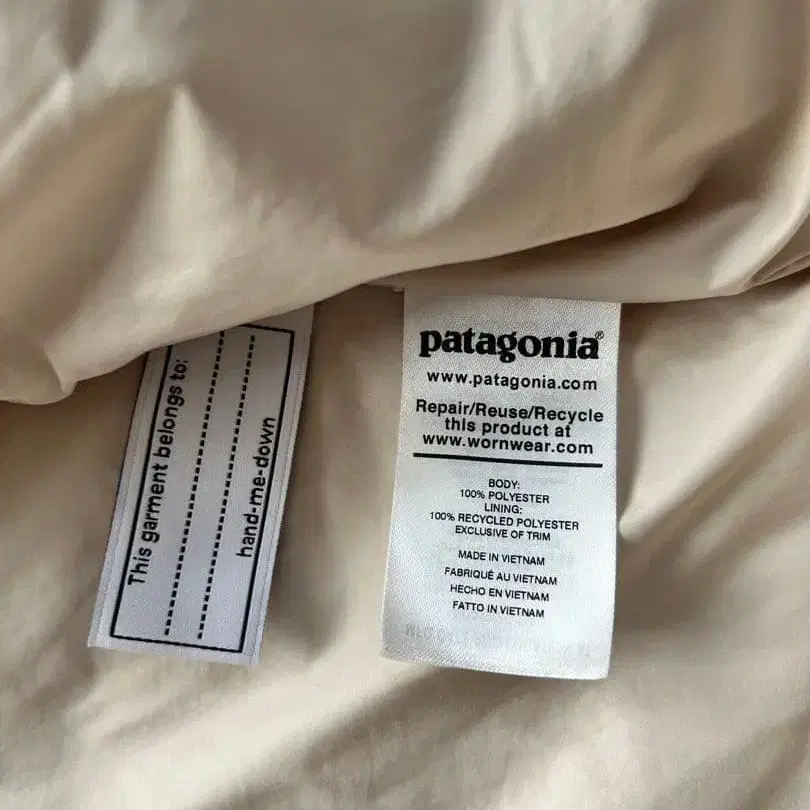 This garment belongs to:
hand-me-down
patagonia®
www.patagonia.com
Repair/Reuse/Recycle
this product at
www.wornwear.com
BODY:
100% POLYESTER
LINING:
100% RECYCLED POLYESTER
EXCLUSIVE OF TRIM
MADE IN VIETNAM
FABRIQUÉ AU VIETNAM
HECHO EN VIETNAM
FATTO IN VIETNAM